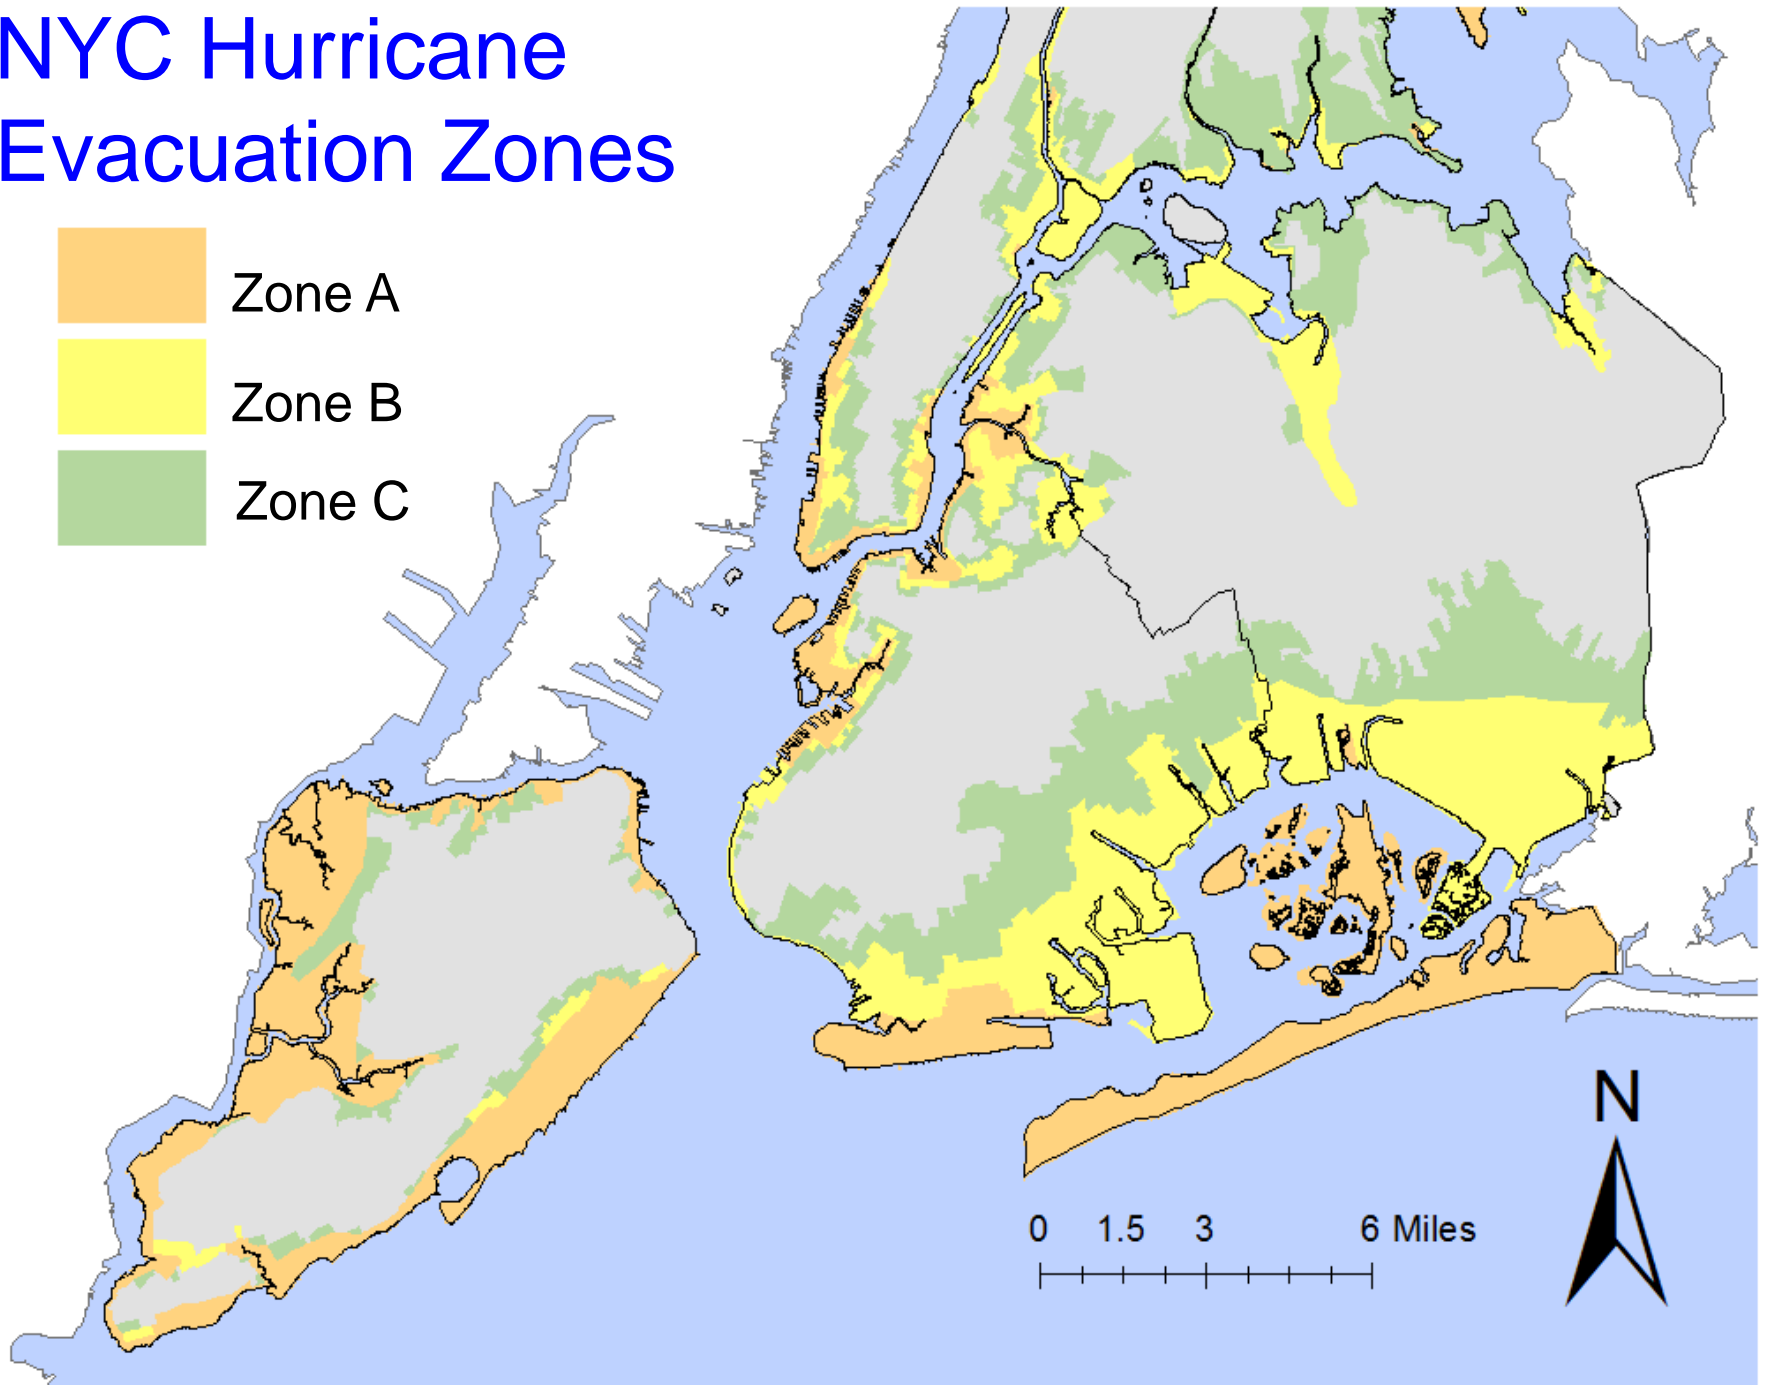 NYC Hurricane
Evacuation Zones
Zone A
Zone B
Zone C
N
0 1.5 3 6 Miles